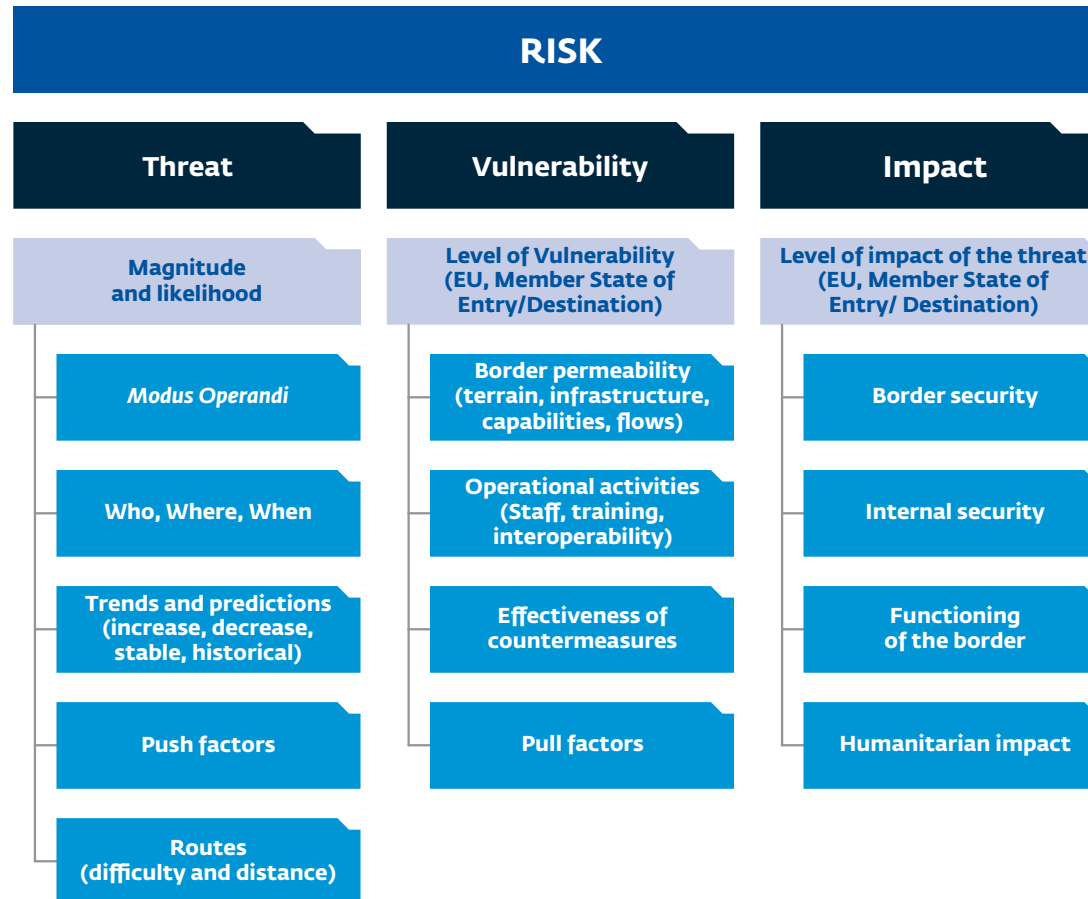 RISK
Threat
Magnitude
and likelihood
Modus Operandi
Who, Where, When
Trends and predictions
(increase, decrease,
stable, historical)
Push factors
Routes
(difficulty and distance)
Vulnerability
Level of Vulnerability
(EU, Member State of
Entry/Destination)
Border permeability
(terrain, infrastructure,
capabilities, flows)
Operational activities
(Staff, training,
interoperability)
Effectiveness of
countermeasures
Pull factors
Impact
Level of impact of the threat
(EU, Member State of
Entry/ Destination)
Border security
Internal security
Functioning
of the border
Humanitarian impact